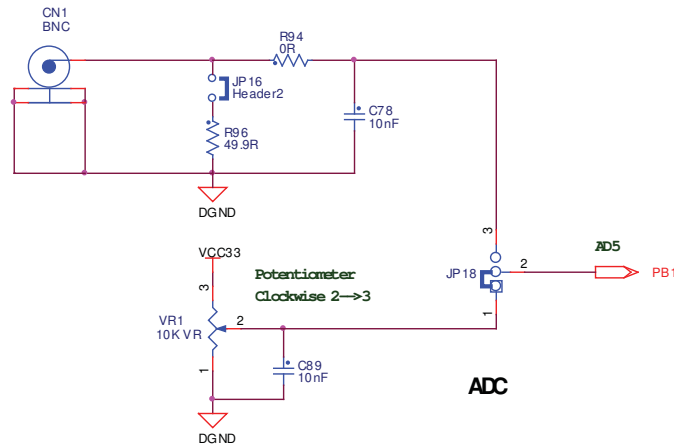 CN1
BNC
R94
0R
JP16
Header2
C78
10nF
R96
49.9R
DGND
3
AD5
VCC33
2
PB1
Potentiometer
JP18
Clockwise 2→3
3
1
VR1
2
10K VR
C89
10nF
ADC
1
DGND